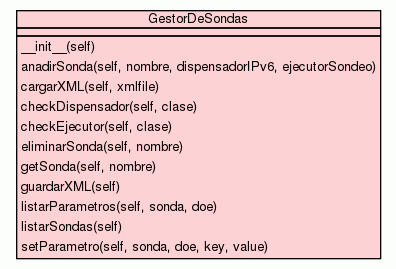 GestorDeSondas
__init__(self)
anadirSonda(self, nombre, dispensadorIPv6, ejecutorSondeo)
cargarXML(self, xmlfile)
checkDispensador(self, clase)
checkEjecutor(self, clase)
eliminarSonda(self, nombre)
getSonda(self, nombre)
guardarXML(self)
listarParametros(self, sonda, doe)
listarSondas(self)
setParametro(self, sonda, doe, key, value)